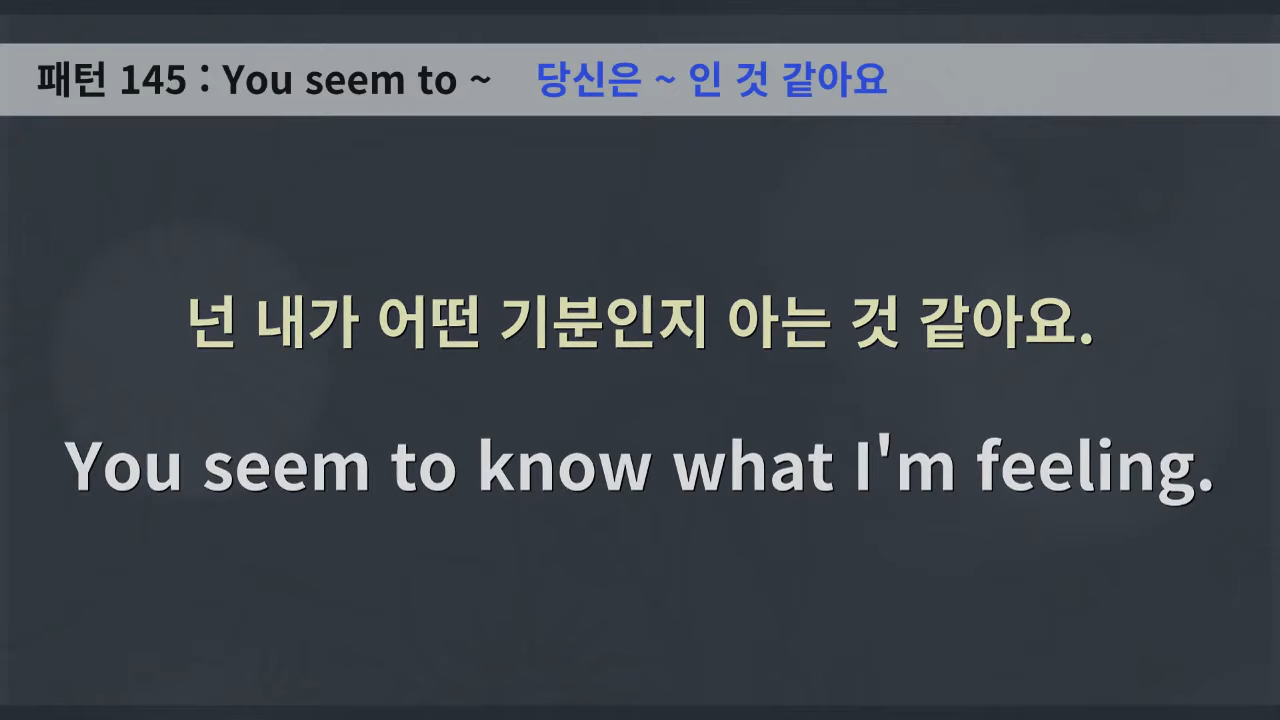 패턴 145 : You seem to ~ 당신은 ~ 인 것 같아요
넌 내가 어떤 기분인지 아는 것 같아요.
You seem to know what I'm feeling.